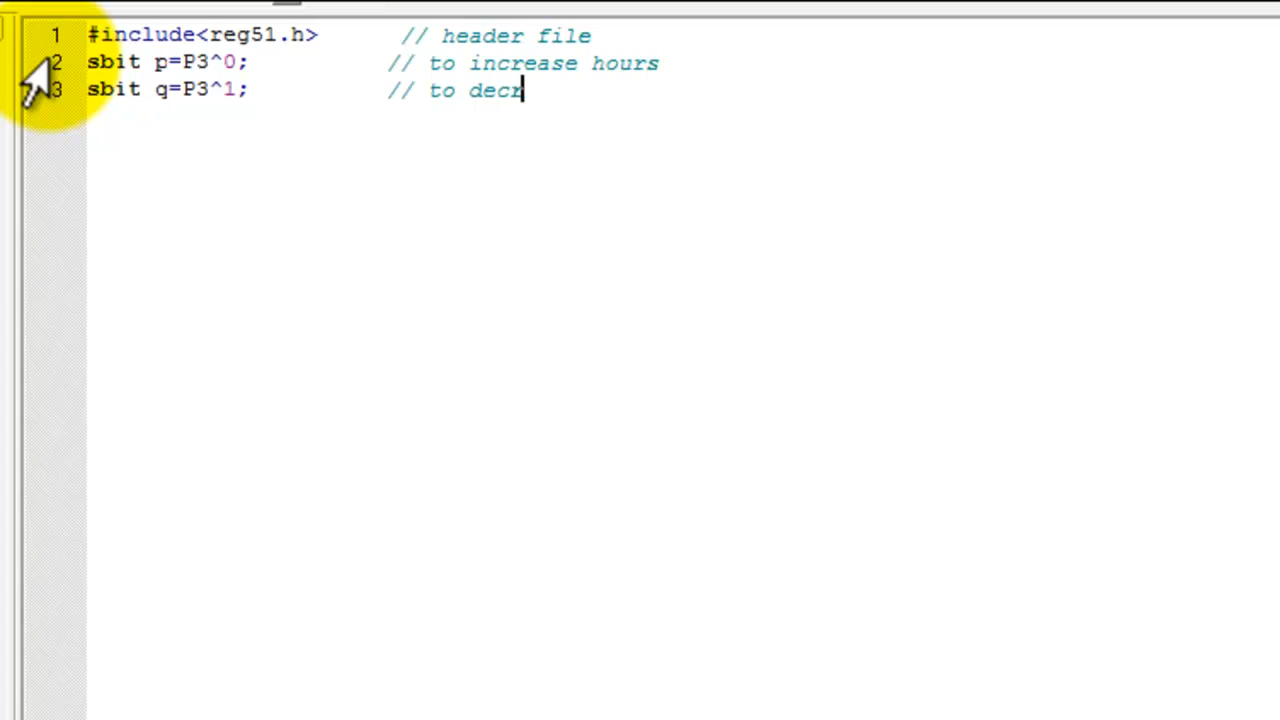 1 #include<reg51.h> // header file
2 sbit p=P3^0; // to increase hours
3 sbit q=P3^1; // to decr